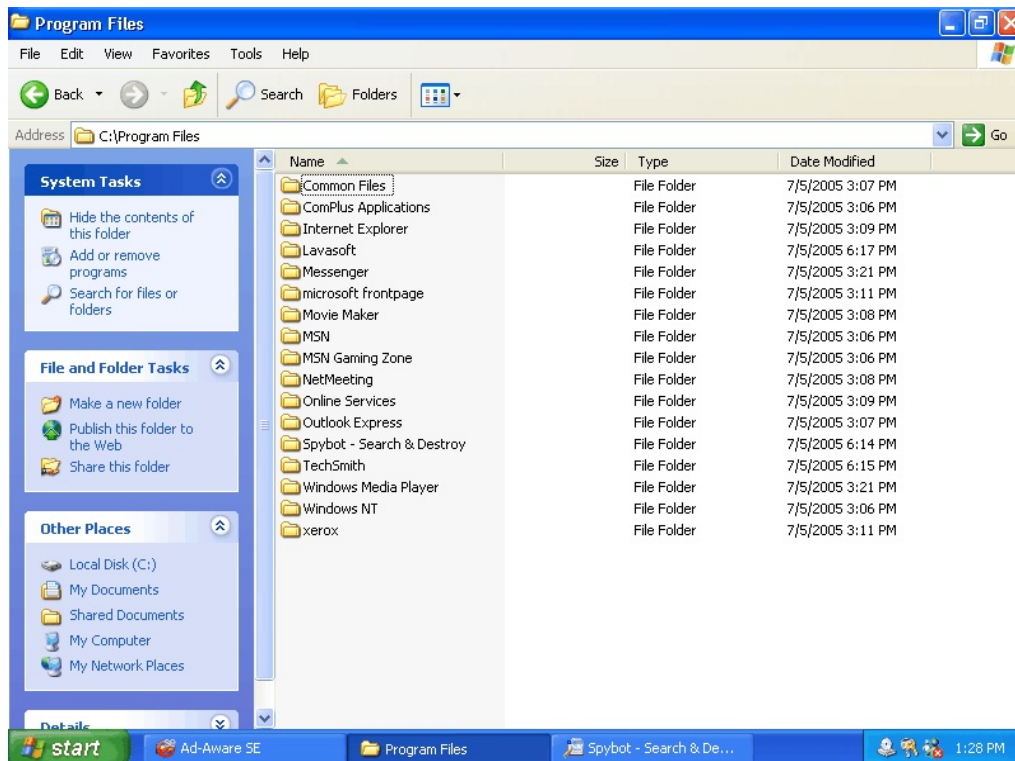 Program Files
File Edit View Favorites Tools Help
Back Search Folders
Address C:\Program Files Go
System Tasks
Hide the contents of
this folder
Add or remove
programs
Search for files or
folders
File and Folder Tasks
Make a new folder
Publish this folder to
the Web
Share this folder
Other Places
Local Disk (C:)
My Documents
Shared Documents
My Computer
My Network Places
Details
Name Size Type Date Modified
Common Files File Folder 7/5/2005 3:07 PM
ComPlus Applications File Folder 7/5/2005 3:06 PM
Internet Explorer File Folder 7/5/2005 3:09 PM
Lavasoft File Folder 7/5/2005 6:17 PM
Messenger File Folder 7/5/2005 3:21 PM
microsoft frontpage File Folder 7/5/2005 3:11 PM
Movie Maker File Folder 7/5/2005 3:08 PM
MSN File Folder 7/5/2005 3:06 PM
MSN Gaming Zone File Folder 7/5/2005 3:06 PM
NetMeeting File Folder 7/5/2005 3:08 PM
Online Services File Folder 7/5/2005 3:09 PM
Outlook Express File Folder 7/5/2005 3:07 PM
Spybot - Search & Destroy File Folder 7/5/2005 6:14 PM
TechSmith File Folder 7/5/2005 6:15 PM
Windows Media Player File Folder 7/5/2005 3:21 PM
Windows NT File Folder 7/5/2005 3:06 PM
xerox File Folder 7/5/2005 3:11 PM
start Ad-Aware SE Program Files Spybot - Search & De... 1:28 PM